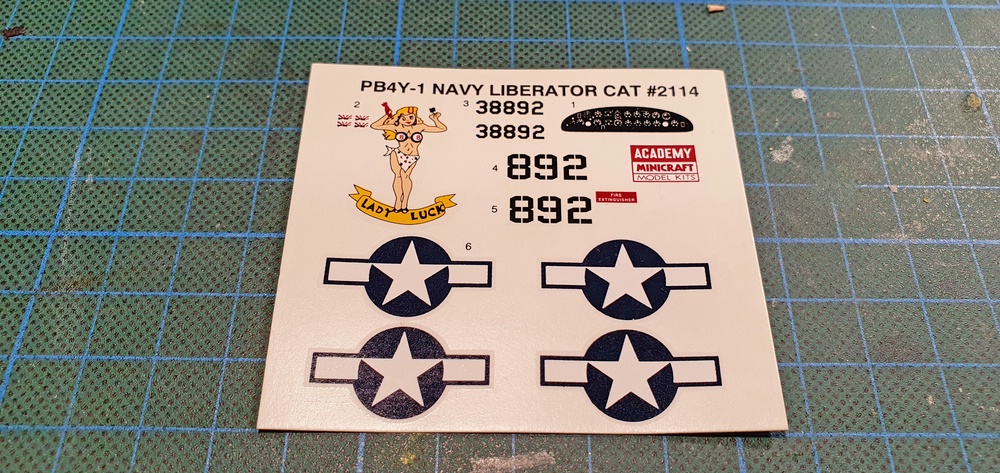 PB4Y-1 NAVY LIBERATOR CAT #2114
2
3
38892
1
38892
4
892
ACADEMY
MINICRAFT
MODEL KITS
LADY LUCK
5
892
FIRE
EXTINGUISHER
6